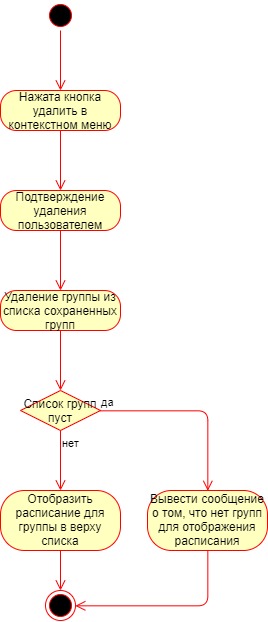 Нажата кнопка
удалить в
контекстном меню
Подтверждение
удаления
пользователем
Удаление группы из
списка сохраненных
групп
Список групп
пуст
да
нет
Отобразить
расписание для
группы в верху
списка
Вывести сообщение
о том, что нет групп
для отображения
расписания